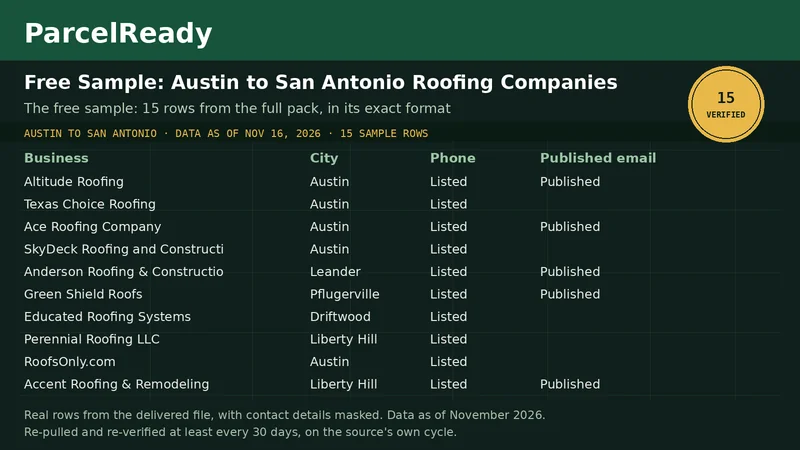 ParcelReady
Free Sample: Austin to San Antonio Roofing Companies
The free sample: 15 rows from the full pack, in its exact format
15
VERIFIED
AUSTIN TO SAN ANTONIO · DATA AS OF NOV 16, 2026 · 15 SAMPLE ROWS
Business City Phone Published email
Altitude Roofing Austin Listed Published
Texas Choice Roofing Austin Listed
Ace Roofing Company Austin Listed Published
SkyDeck Roofing and Constructi Austin Listed
Anderson Roofing & Constructio Leander Listed Published
Green Shield Roofs Pflugerville Listed Published
Educated Roofing Systems Driftwood Listed
Perennial Roofing LLC Liberty Hill Listed
RoofsOnly.com Austin Listed
Accent Roofing & Remodeling Liberty Hill Listed Published
Real rows from the delivered file, with contact details masked. Data as of November 2026.
Re-pulled and re-verified at least every 30 days, on the source's own cycle.